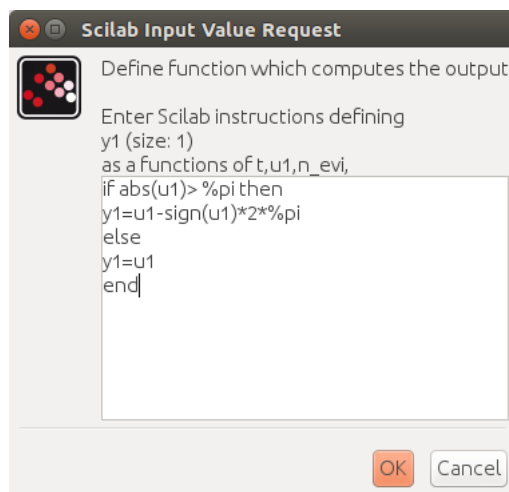 Scilab Input Value Request
Define function which computes the output
Enter Scilab instructions defining
y1 (size: 1)
as a functions of t,u1,n_evi,
if abs(u1)> %pi then
y1=u1-sign(u1)*2*%pi
else
y1=u1
end
OK Cancel